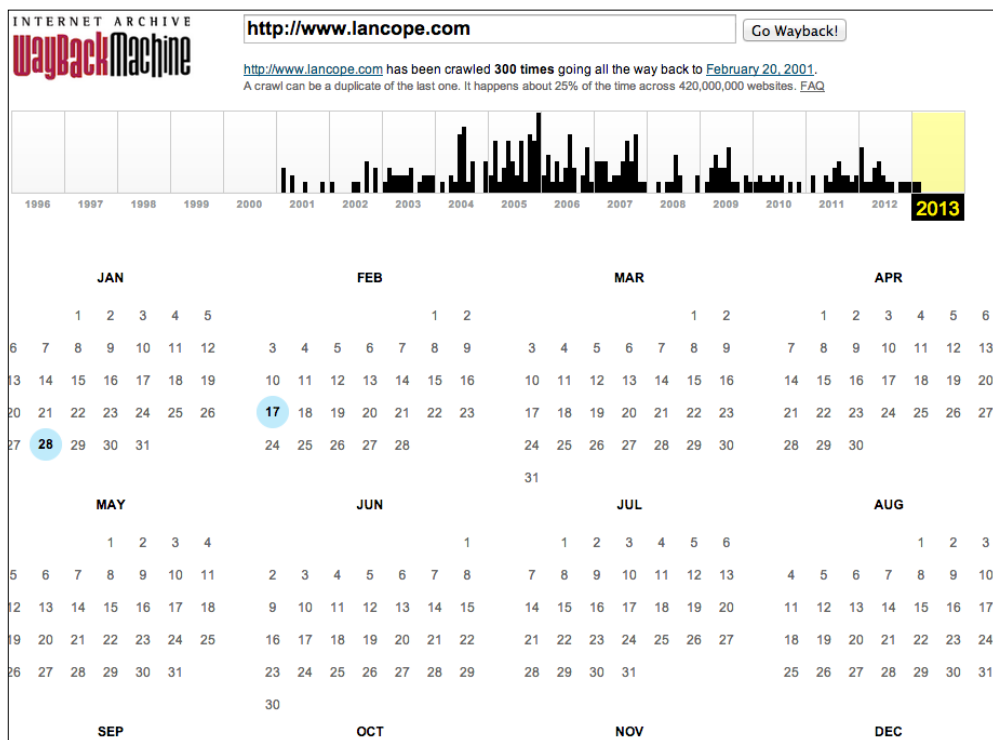 INTERNET ARCHIVE
WayBackMachine
http://www.lancope.com
Go Wayback!
http://www.lancope.com has been crawled 300 times going all the way back to February 20, 2001.
A crawl can be a duplicate of the last one. It happens about 25% of the time across 420,000,000 websites. FAQ
1996 1997 1998 1999 2000 2001 2002 2003 2004 2005 2006 2007 2008 2009 2010 2011 2012 2013
JAN FEB MAR APR
1 2 3 4 5 1 2 1 2 1 2 3 4 5 6
6 7 8 9 10 11 12 3 4 5 6 7 8 9 3 4 5 6 7 8 9 7 8 9 10 11 12 13
13 14 15 16 17 18 19 10 11 12 13 14 15 16 10 11 12 13 14 15 16 14 15 16 17 18 19 20
20 21 22 23 24 25 26 17 18 19 20 21 22 23 17 18 19 20 21 22 23 21 22 23 24 25 26 27
27 28 29 30 31 24 25 26 27 28 24 25 26 27 28 29 30 28 29 30
31
MAY JUN JUL AUG
1 2 3 4 1 1 2 3 4 5 6 1 2 3
5 6 7 8 9 10 11 2 3 4 5 6 7 8 7 8 9 10 11 12 13 4 5 6 7 8 9 10
12 13 14 15 16 17 18 9 10 11 12 13 14 15 14 15 16 17 18 19 20 11 12 13 14 15 16 17
19 20 21 22 23 24 25 16 17 18 19 20 21 22 21 22 23 24 25 26 27 18 19 20 21 22 23 24
26 27 28 29 30 31 23 24 25 26 27 28 29 28 29 30 31 25 26 27 28 29 30 31
30
SEP OCT NOV DEC